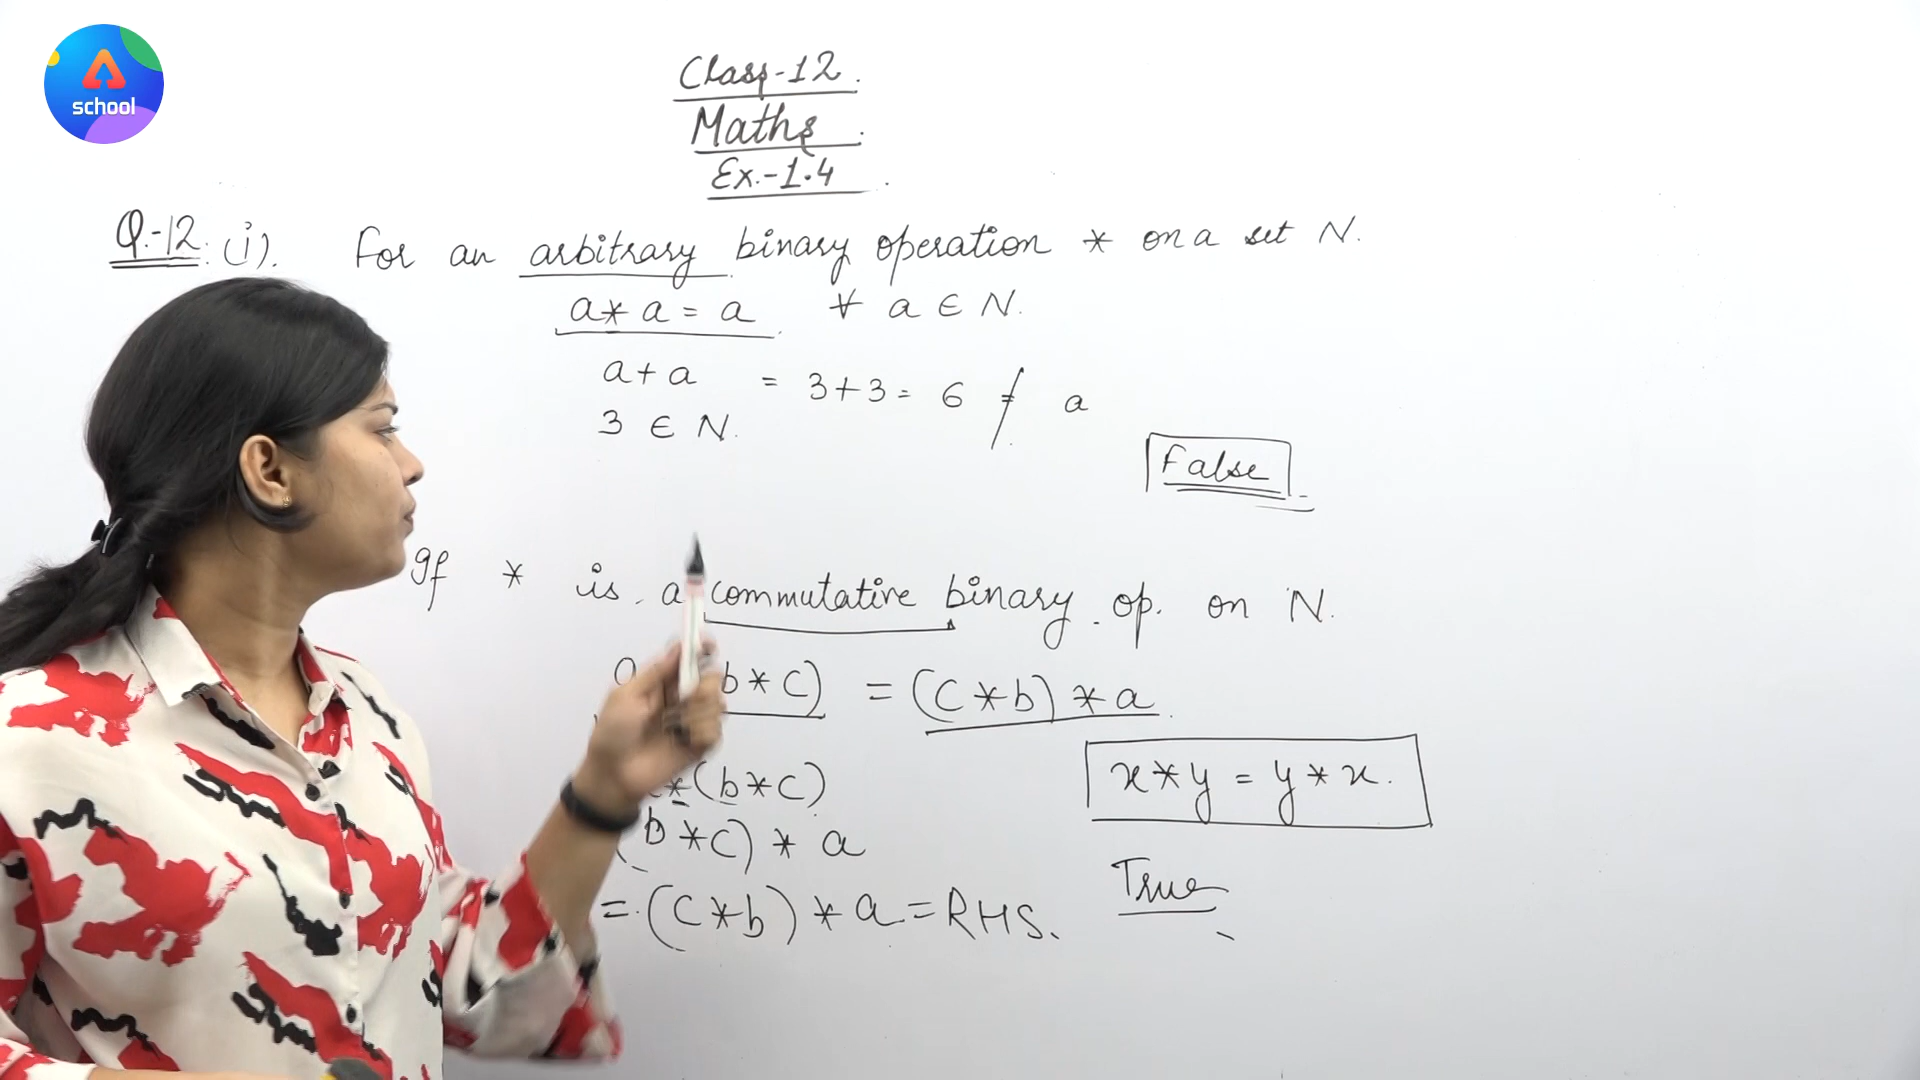 school
Class-12.
Maths.
Ex.-1.4
Q.-12. (i). For an arbitrary binary operation * on a set N.
a * a = a ∀ a ∈ N.
a + a = 3+3 = 6 ≠ a
3 ∈ N.
False
If * is a commutative binary op. on N.
b * c) = (c * b) * a
x * y = y * x.
* (b * c)
b * c) * a
True
= (c * b) * a = RHS.